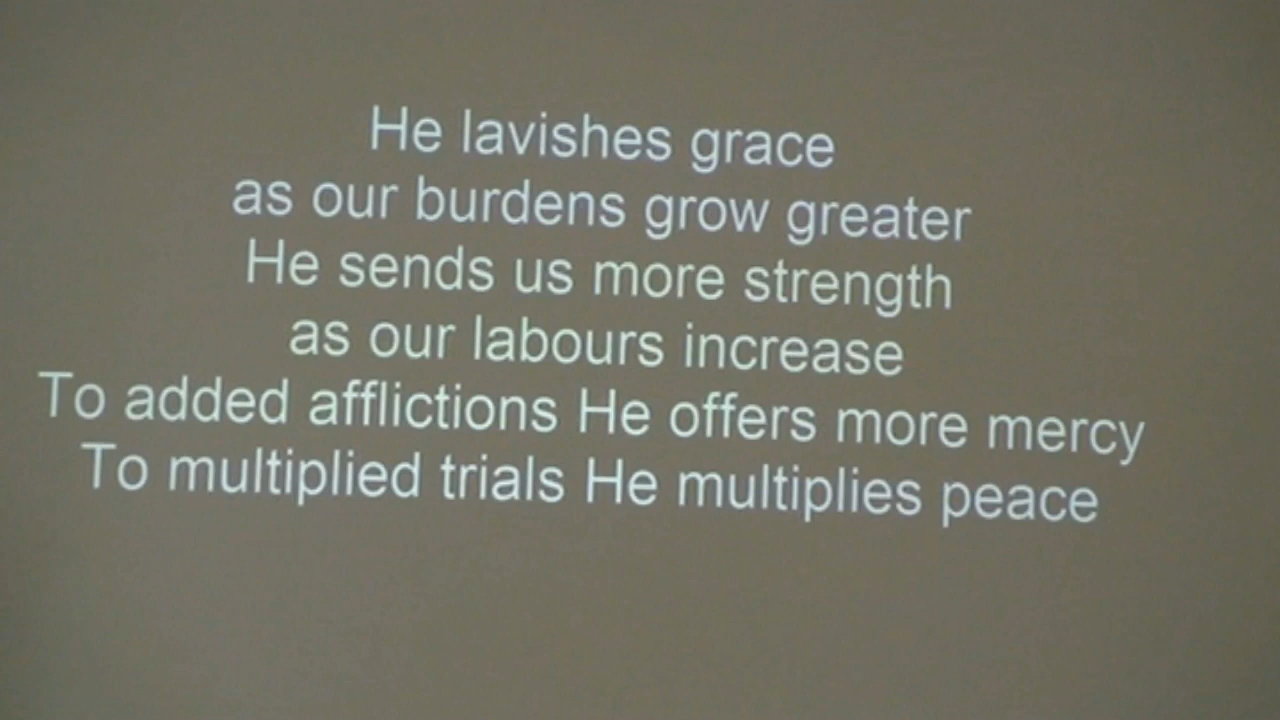 He lavishes grace
as our burdens grow greater
He sends us more strength
as our labours increase
To added afflictions He offers more mercy
To multiplied trials He multiplies peace